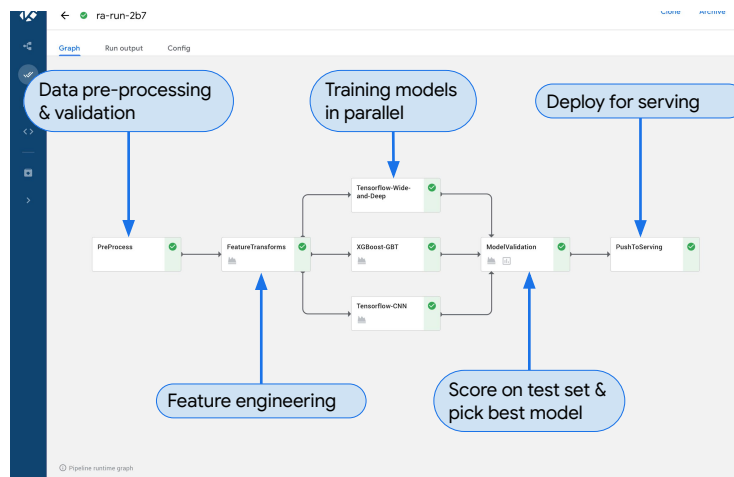 ra-run-2b7
Clone
Archive
Graph
Run output
Config
Data pre-processing
& validation
Training models
in parallel
Deploy for serving
Tensorflow-Wide-
and-Deep
PreProcess
FeatureTransforms
XGBoost-GBT
ModelValidation
PushToServing
Tensorflow-CNN
Feature engineering
Score on test set &
pick best model
Pipeline runtime graph